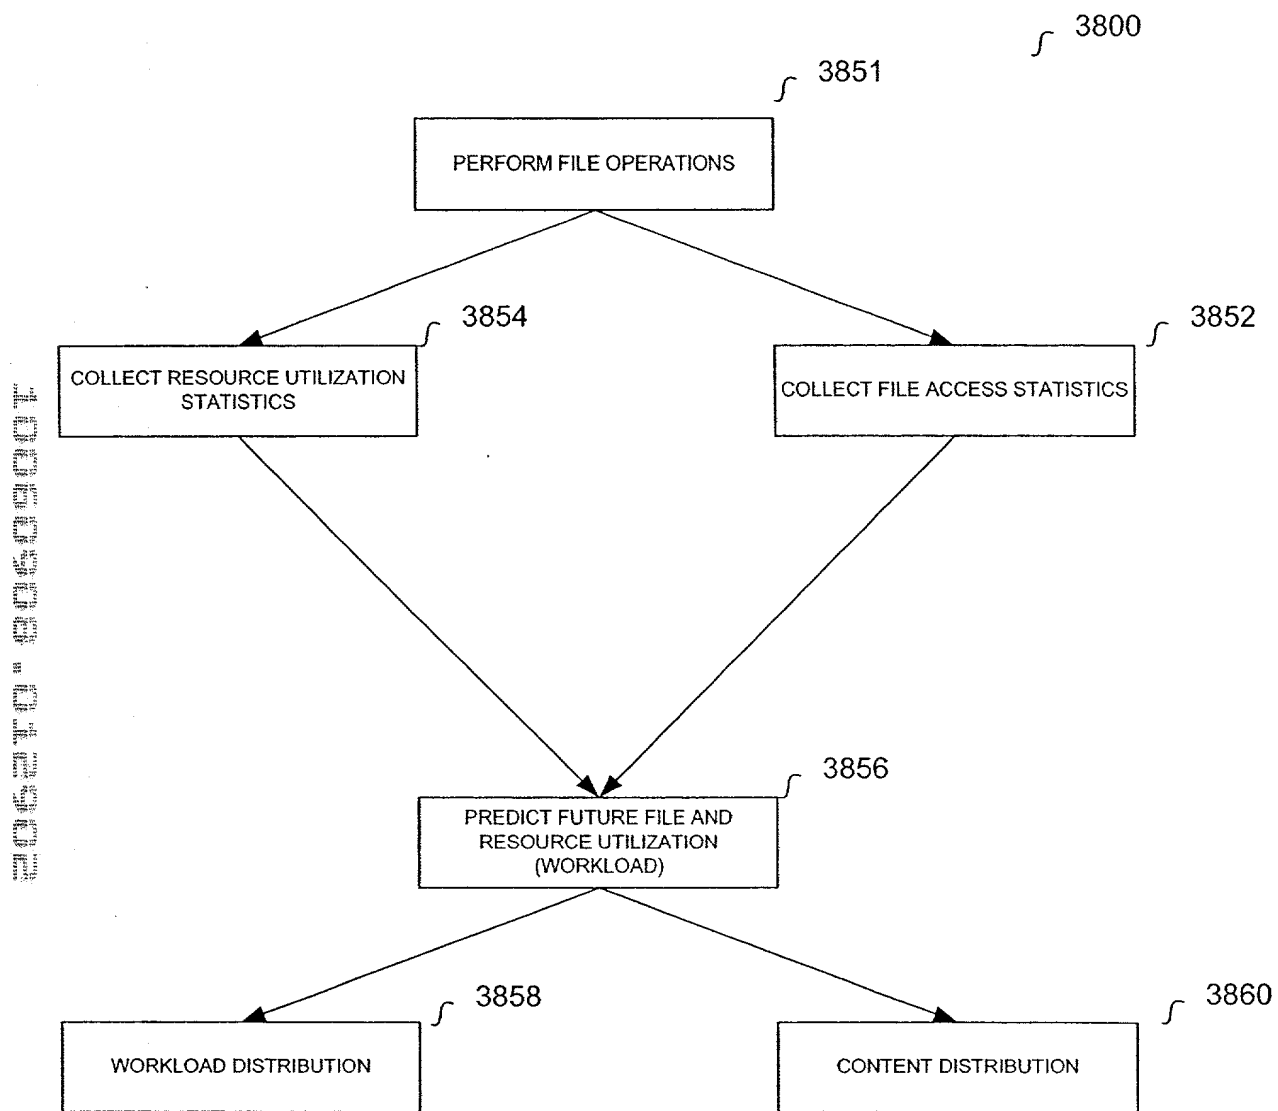 3800
3851
PERFORM FILE OPERATIONS
3854
3852
COLLECT RESOURCE UTILIZATION
STATISTICS
COLLECT FILE ACCESS STATISTICS
3856
PREDICT FUTURE FILE AND
RESOURCE UTILIZATION
(WORKLOAD)
3858
3860
WORKLOAD DISTRIBUTION
CONTENT DISTRIBUTION